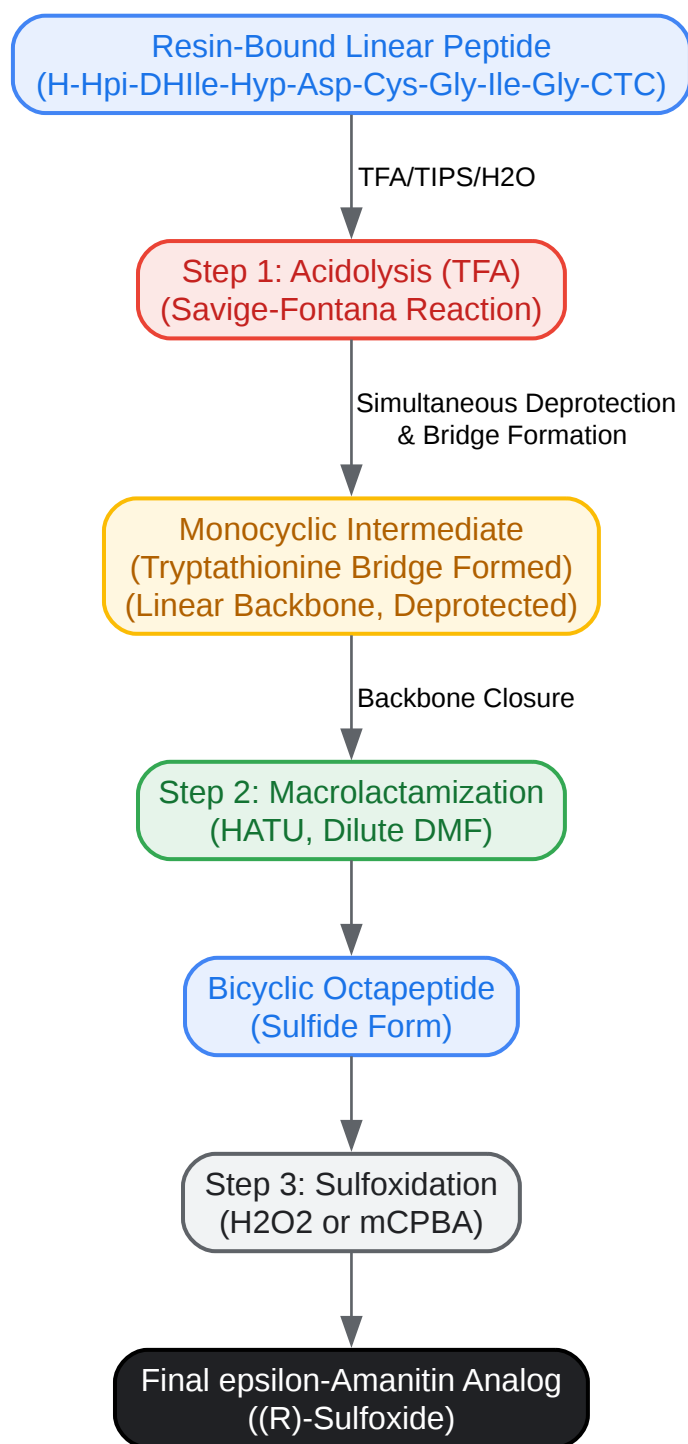 Resin-Bound Linear Peptide
(H-Hpi-DHIle-Hyp-Asp-Cys-Gly-Ile-Gly-CTC)
TFA/TIPS/H2O
Step 1: Acidolysis (TFA)
(Savige-Fontana Reaction)
Simultaneous Deprotection
& Bridge Formation
Monocyclic Intermediate
(Tryptathionine Bridge Formed)
(Linear Backbone, Deprotected)
Backbone Closure
Step 2: Macrolactamization
(HATU, Dilute DMF)
Bicyclic Octapeptide
(Sulfide Form)
Step 3: Sulfoxidation
(H2O2 or mCPBA)
Final epsilon-Amanitin Analog
((R)-Sulfoxide)